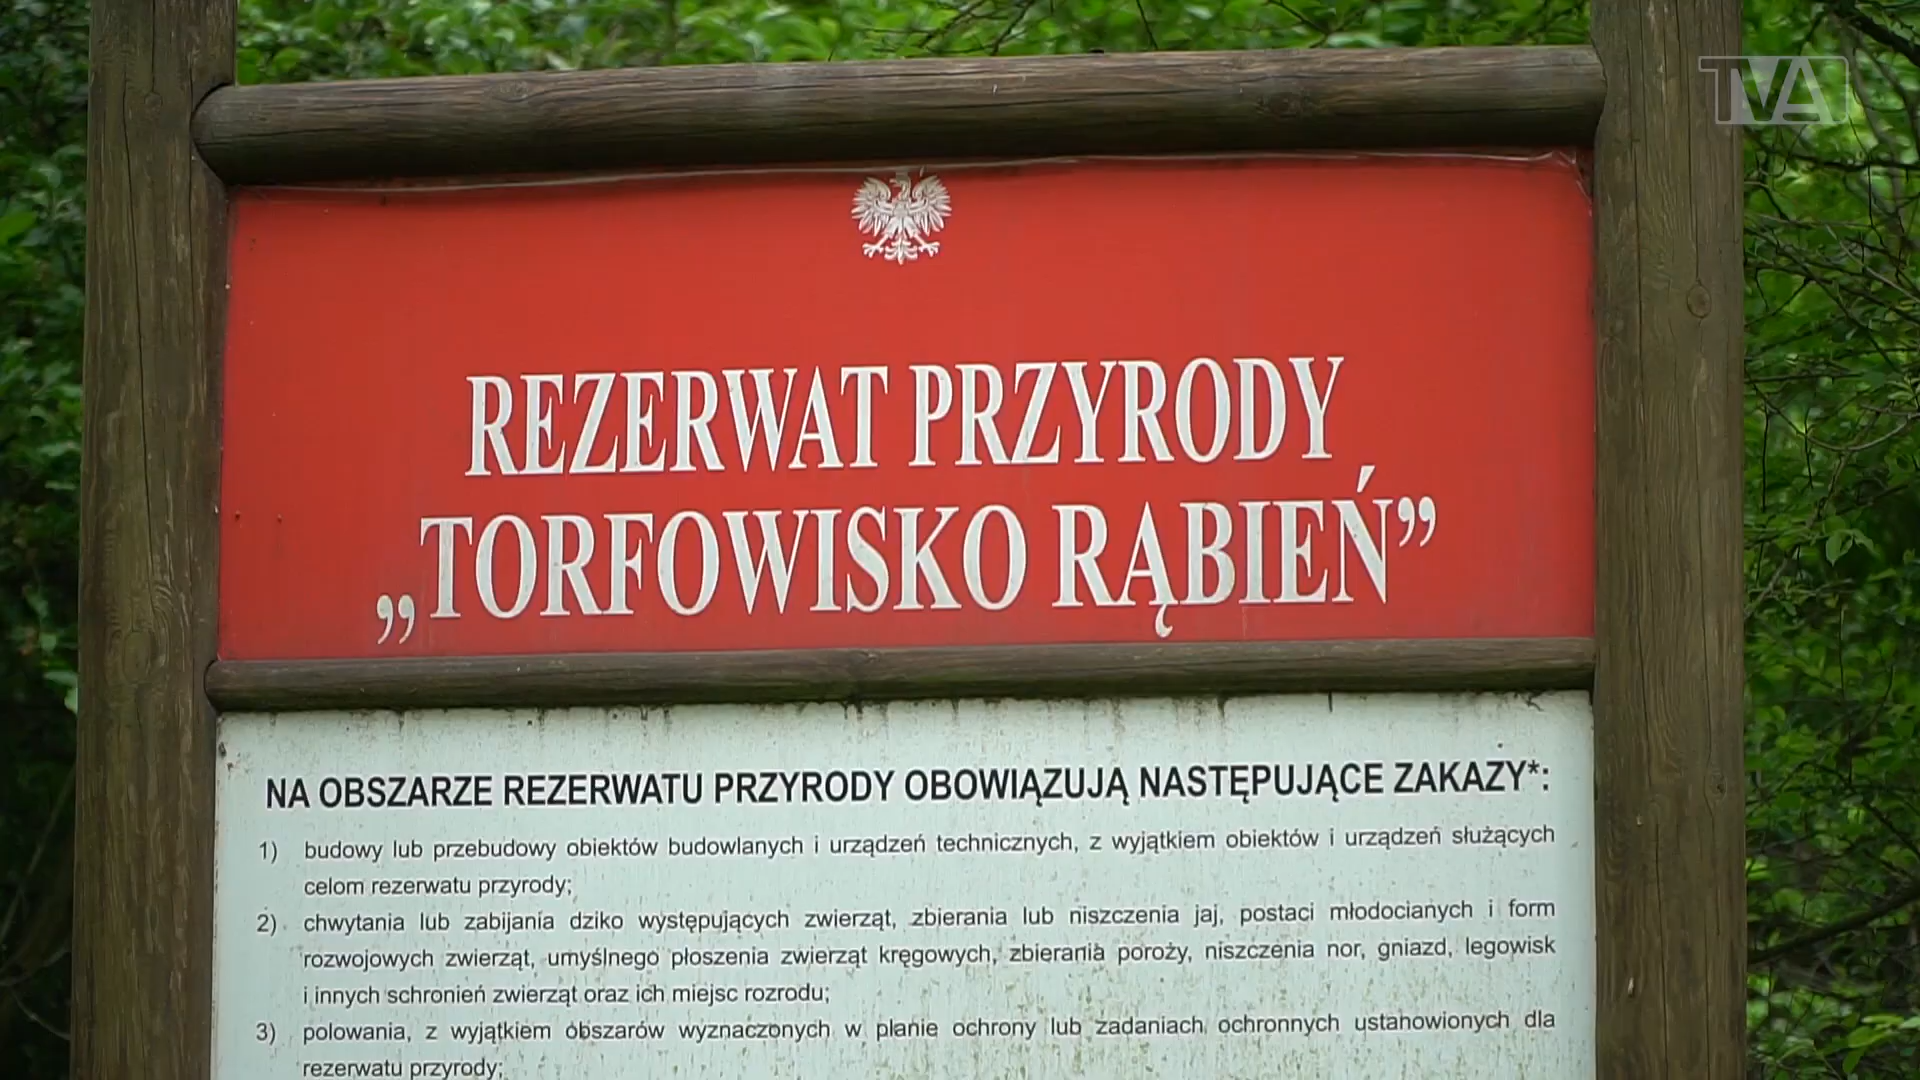 TVA
REZERWAT PRZYRODY
„TORFOWISKO RĄBIEŃ”
NA OBSZARZE REZERWATU PRZYRODY OBOWIĄZUJĄ NASTĘPUJĄCE ZAKAZY*:
1) budowy lub przebudowy obiektów budowlanych i urządzeń technicznych, z wyjątkiem obiektów i urządzeń służących
celom rezerwatu przyrody;
2) chwytania lub zabijania dziko występujących zwierząt, zbierania lub niszczenia jaj, postaci młodocianych i form
rozwojowych zwierząt, umyślnego płoszenia zwierząt kręgowych, zbierania poroży, niszczenia nor, gniazd, legowisk
i innych schronień zwierząt oraz ich miejsc rozrodu;
3) polowania, z wyjątkiem obszarów wyznaczonych w planie ochrony lub zadaniach ochronnych ustanowionych dla
rezerwatu przyrody;